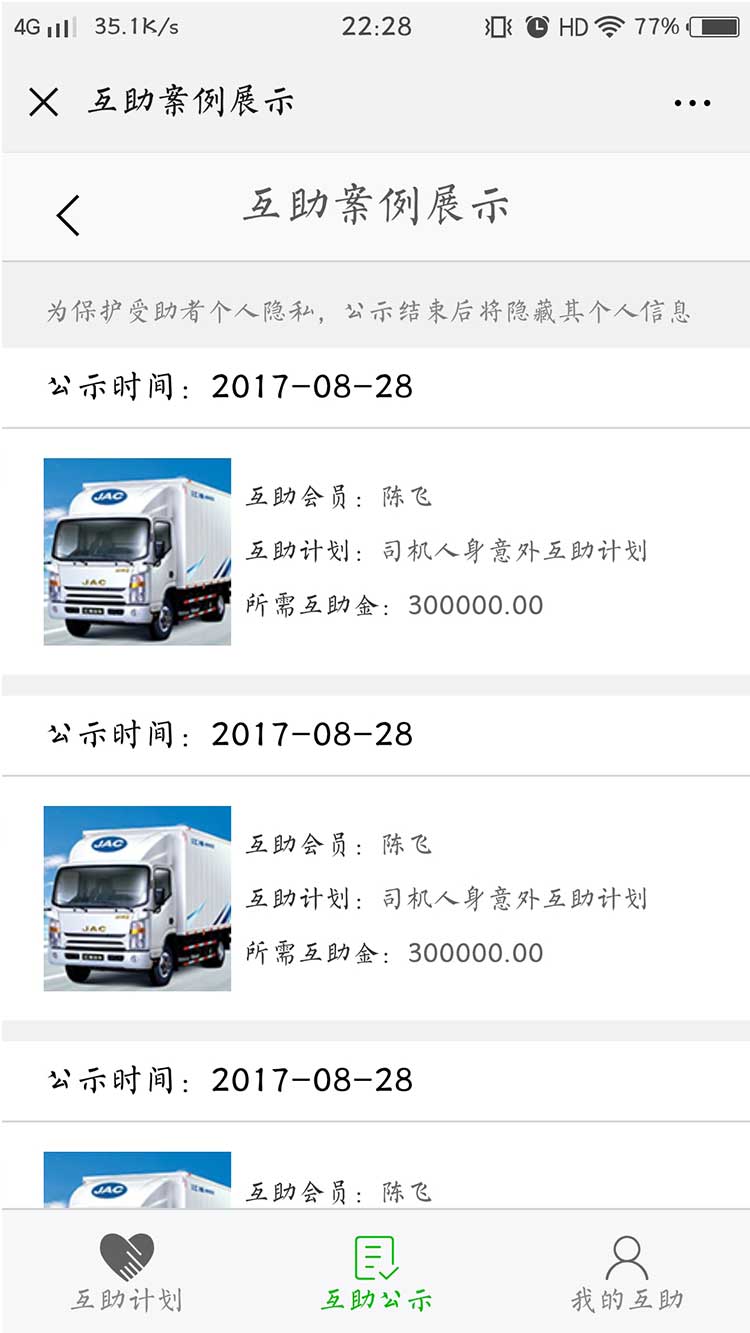 4G 35.1K/s 22:28 HD 77%
互助案例展示
互助案例展示
为保护受助者个人隐私，公示结束后将隐藏其个人信息
公示时间：2017-08-28
JAC
JAC
互助会员：陈飞
互助计划：司机人身意外互助计划
所需互助金：300000.00
公示时间：2017-08-28
JAC
JAC
互助会员：陈飞
互助计划：司机人身意外互助计划
所需互助金：300000.00
公示时间：2017-08-28
JAC
互助会员：陈飞
互助计划 互助公示 我的互助